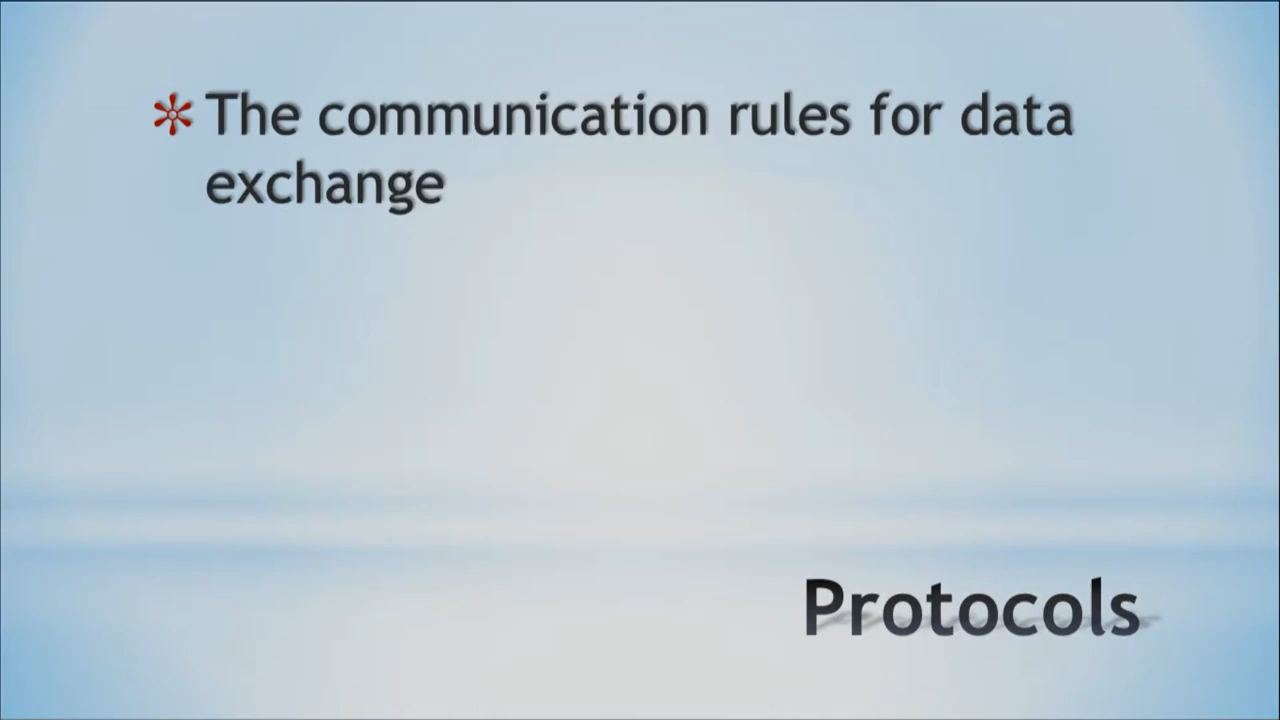 * The communication rules for data
exchange
Protocols